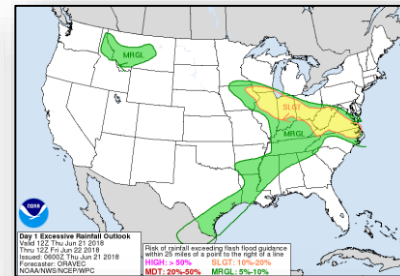 MRGL
SLGT
MRGL
NOAA
Day 1 Excessive Rainfall Outlook
Valid 12Z Thu Jun 21 2018
Thru 12Z Fri Jun 22 2018
Issued: 0600Z Thu Jun 21 2018
Forecaster: ORAVEC
NOAA/NWS/NCEP/WPC
Risk of rainfall exceeding flash flood guidance
within 25 miles of a point to the right of a line
HIGH: > 50% SLGT: 10%-20%
MDT: 20%-50% MRGL: 5%-10%